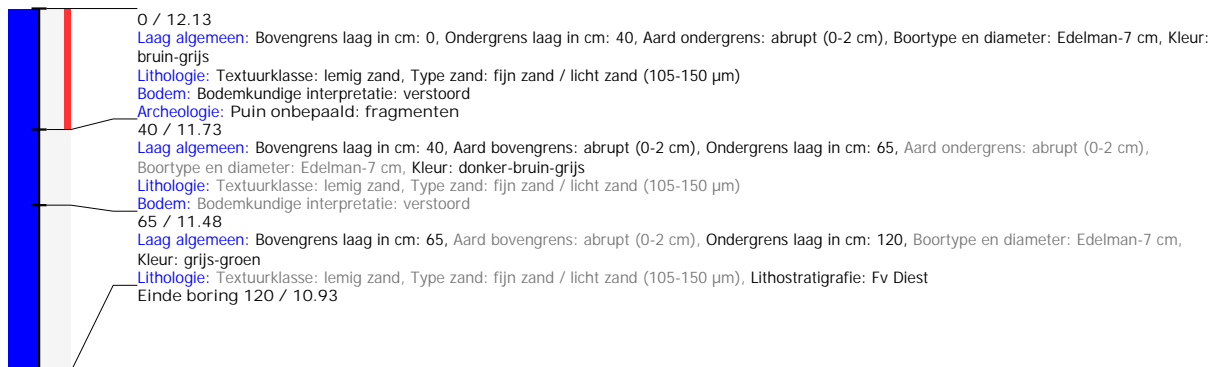 0 / 12.13
Laag algemeen: Bovengrens laag in cm: 0, Ondergrens laag in cm: 40, Aard ondergrens: abrupt (0-2 cm), Boortype en diameter: Edelman-7 cm, Kleur:
bruin-grijs
Lithologie: Textuurklasse: lemig zand, Type zand: fijn zand / licht zand (105-150 µm)
Bodem: Bodemkundige interpretatie: verstoord
Archeologie: Puin onbepaald: fragmenten
40 / 11.73
Laag algemeen: Bovengrens laag in cm: 40, Aard bovengrens: abrupt (0-2 cm), Ondergrens laag in cm: 65, Aard ondergrens: abrupt (0-2 cm),
Boortype en diameter: Edelman-7 cm, Kleur: donker-bruin-grijs
Lithologie: Textuurklasse: lemig zand, Type zand: fijn zand / licht zand (105-150 µm)
Bodem: Bodemkundige interpretatie: verstoord
65 / 11.48
Laag algemeen: Bovengrens laag in cm: 65, Aard bovengrens: abrupt (0-2 cm), Ondergrens laag in cm: 120, Boortype en diameter: Edelman-7 cm,
Kleur: grijs-groen
Lithologie: Textuurklasse: lemig zand, Type zand: fijn zand / licht zand (105-150 µm), Lithostratigrafie: Fv Diest
Einde boring 120 / 10.93